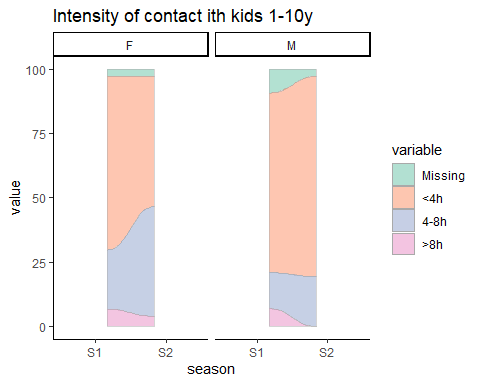 Intensity of contact ith kids 1-10y
F
M
100
75
50
25
0
value
S1
S2
S1
S2
season
variable
Missing
<4h
4-8h
>8h